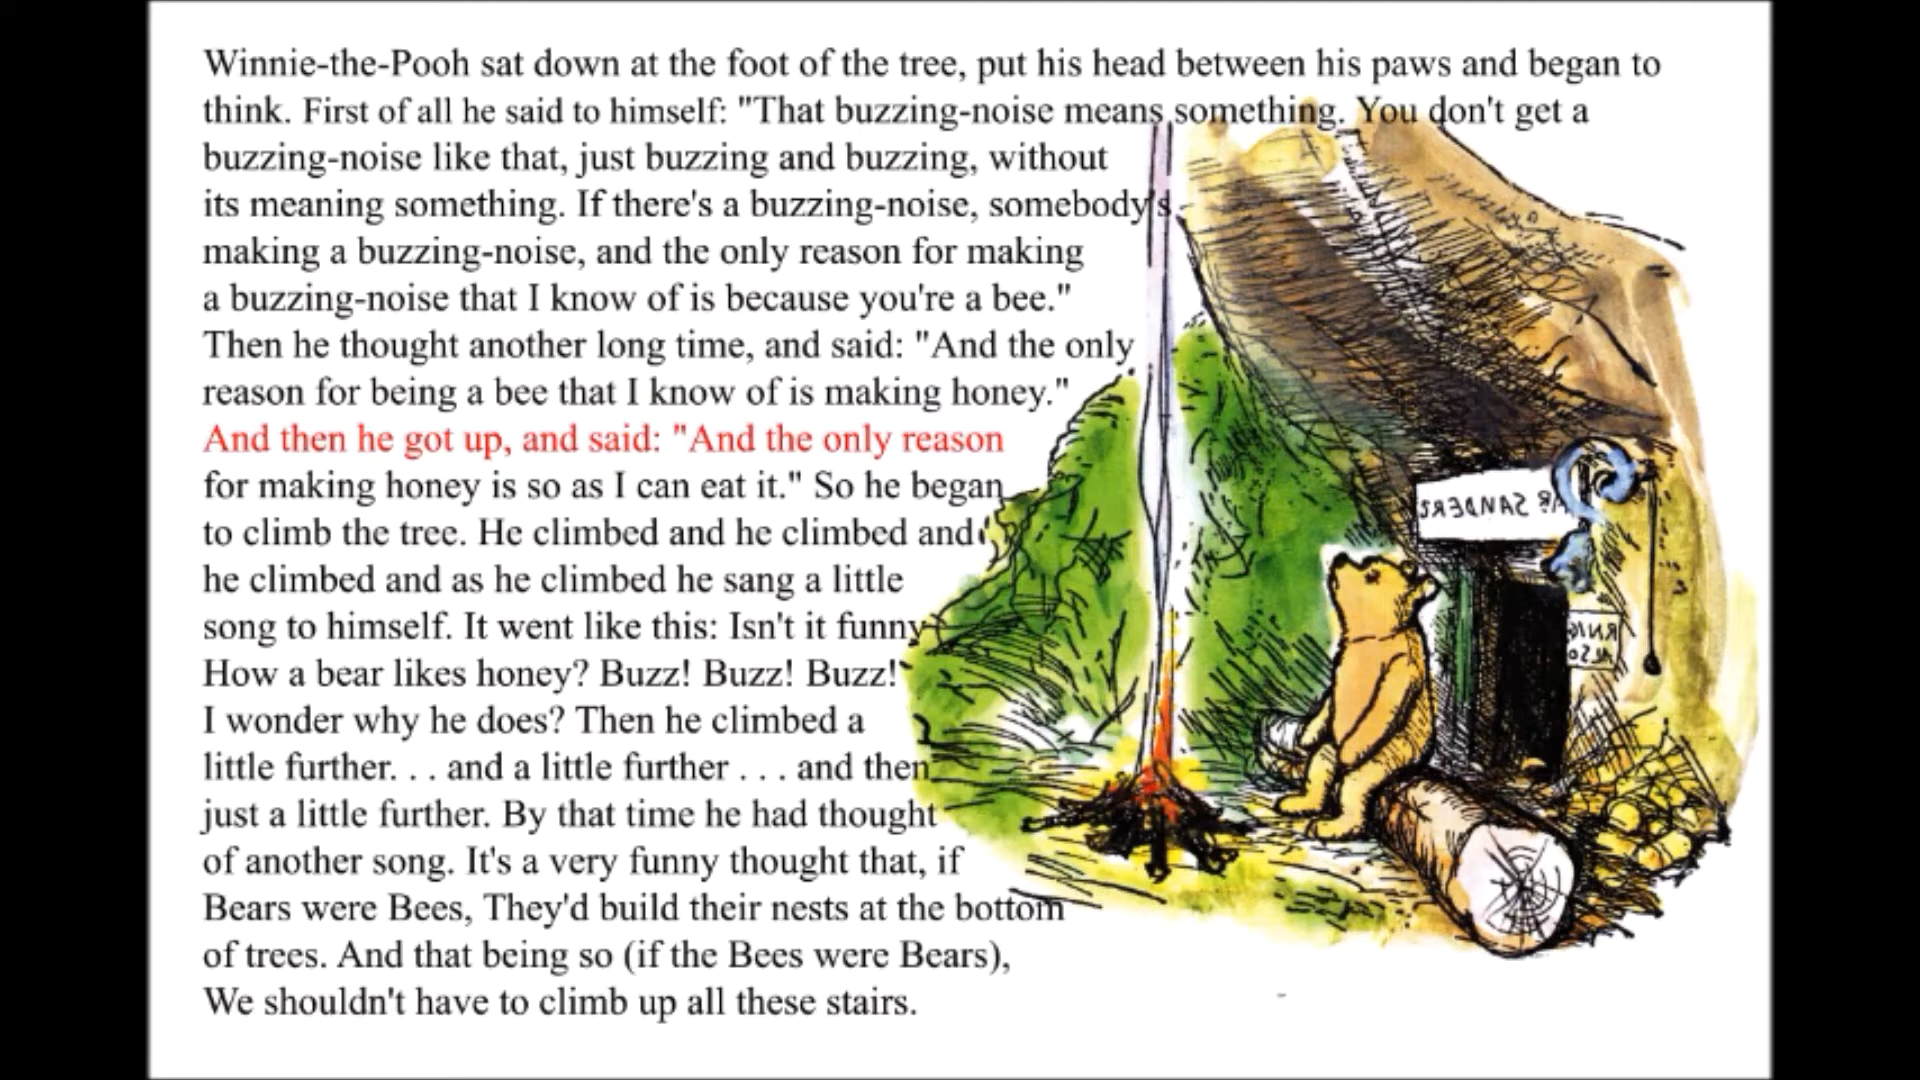 Winnie-the-Pooh sat down at the foot of the tree, put his head between his paws and began to
think. First of all he said to himself: "That buzzing-noise means something. You don't get a
buzzing-noise like that, just buzzing and buzzing, without
its meaning something. If there's a buzzing-noise, somebody's
making a buzzing-noise, and the only reason for making
a buzzing-noise that I know of is because you're a bee."
Then he thought another long time, and said: "And the only
reason for being a bee that I know of is making honey."
And then he got up, and said: "And the only reason
for making honey is so as I can eat it." So he began
to climb the tree. He climbed and he climbed and
he climbed and as he climbed he sang a little
song to himself. It went like this: Isn't it funny
How a bear likes honey? Buzz! Buzz! Buzz!
I wonder why he does? Then he climbed a
little further. . . and a little further . . . and then
just a little further. By that time he had thought
of another song. It's a very funny thought that, if
Bears were Bees, They'd build their nests at the bottom
of trees. And that being so (if the Bees were Bears),
We shouldn't have to climb up all these stairs.
SANDERS